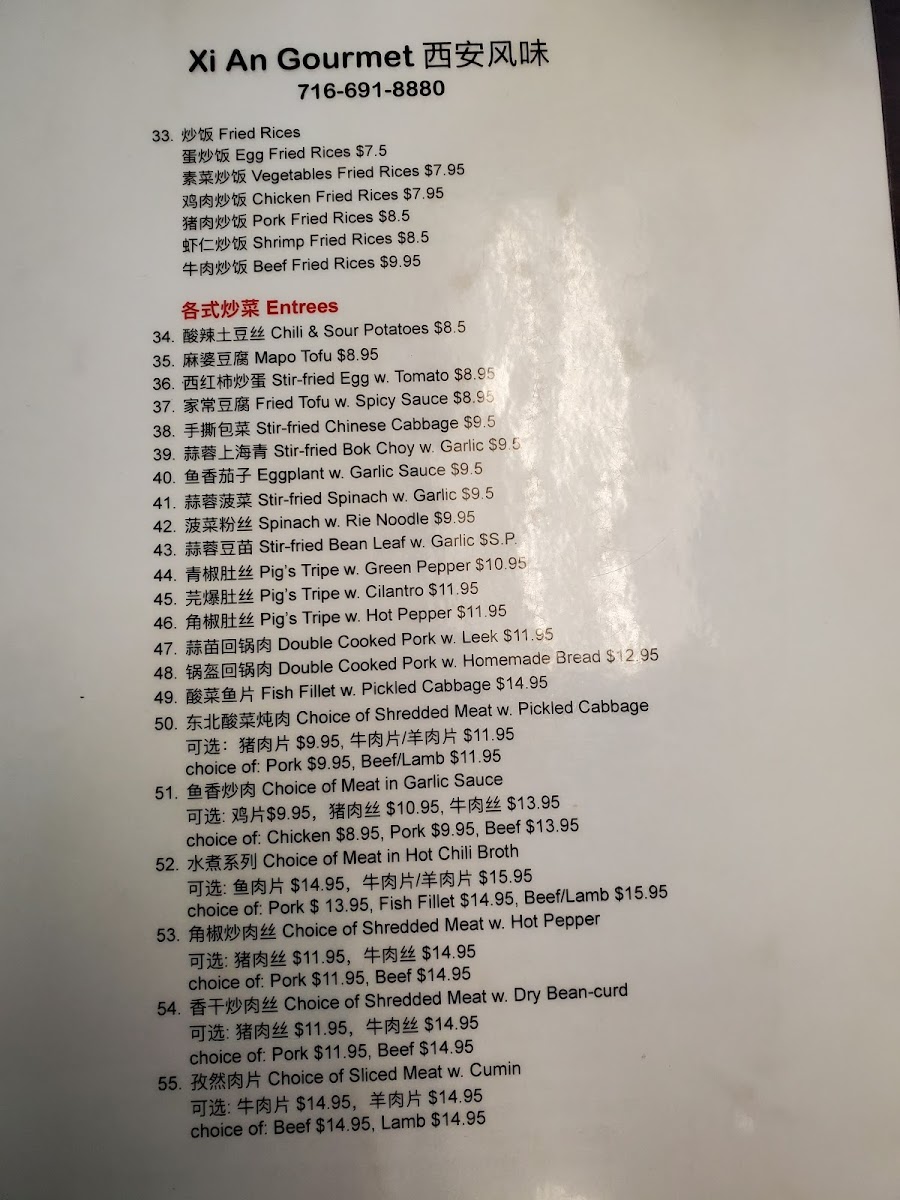 Xi An Gourmet 西安风味
716-691-8880
33. 炒饭 Fried Rices
蛋炒饭 Egg Fried Rices $7.5
素菜炒饭 Vegetables Fried Rices $7.95
鸡肉炒饭 Chicken Fried Rices $7.95
猪肉炒饭 Pork Fried Rices $8.5
虾仁炒饭 Shrimp Fried Rices $8.5
牛肉炒饭 Beef Fried Rices $9.95
各式炒菜 Entrees
34. 酸辣土豆丝 Chili & Sour Potatoes $8.5
35. 麻婆豆腐 Mapo Tofu $8.95
36. 西红柿炒蛋 Stir-fried Egg w. Tomato $8.95
37. 家常豆腐 Fried Tofu w. Spicy Sauce $8.95
38. 手撕包菜 Stir-fried Chinese Cabbage $9.5
39. 蒜蓉上海青 Stir-fried Bok Choy w. Garlic $9.5
40. 鱼香茄子 Eggplant w. Garlic Sauce $9.5
41. 蒜蓉菠菜 Stir-fried Spinach w. Garlic $9.5
42. 菠菜粉丝 Spinach w. Rie Noodle $9.95
43. 蒜蓉豆苗 Stir-fried Bean Leaf w. Garlic $S.P.
44. 青椒肚丝 Pig's Tripe w. Green Pepper $10.95
45. 芫爆肚丝 Pig's Tripe w. Cilantro $11.95
46. 角椒肚丝 Pig's Tripe w. Hot Pepper $11.95
47. 蒜苗回锅肉 Double Cooked Pork w. Leek $11.95
48. 锅盔回锅肉 Double Cooked Pork w. Homemade Bread $12.95
49. 酸菜鱼片 Fish Fillet w. Pickled Cabbage $14.95
50. 东北酸菜炖肉 Choice of Shredded Meat w. Pickled Cabbage
可选：猪肉片 $9.95, 牛肉片/羊肉片 $11.95
choice of: Pork $9.95, Beef/Lamb $11.95
51. 鱼香炒肉 Choice of Meat in Garlic Sauce
可选: 鸡片$9.95，猪肉丝 $10.95, 牛肉丝 $13.95
choice of: Chicken $8.95, Pork $9.95, Beef $13.95
52. 水煮系列 Choice of Meat in Hot Chili Broth
可选: 鱼肉片 $14.95，牛肉片/羊肉片 $15.95
choice of: Pork $ 13.95, Fish Fillet $14.95, Beef/Lamb $15.95
53. 角椒炒肉丝 Choice of Shredded Meat w. Hot Pepper
可选: 猪肉丝 $11.95，牛肉丝 $14.95
choice of: Pork $11.95, Beef $14.95
54. 香干炒肉丝 Choice of Shredded Meat w. Dry Bean-curd
可选: 猪肉丝 $11.95，牛肉丝 $14.95
choice of: Pork $11.95, Beef $14.95
55. 孜然肉片 Choice of Sliced Meat w. Cumin
可选: 牛肉片 $14.95，羊肉片 $14.95
choice of: Beef $14.95, Lamb $14.95